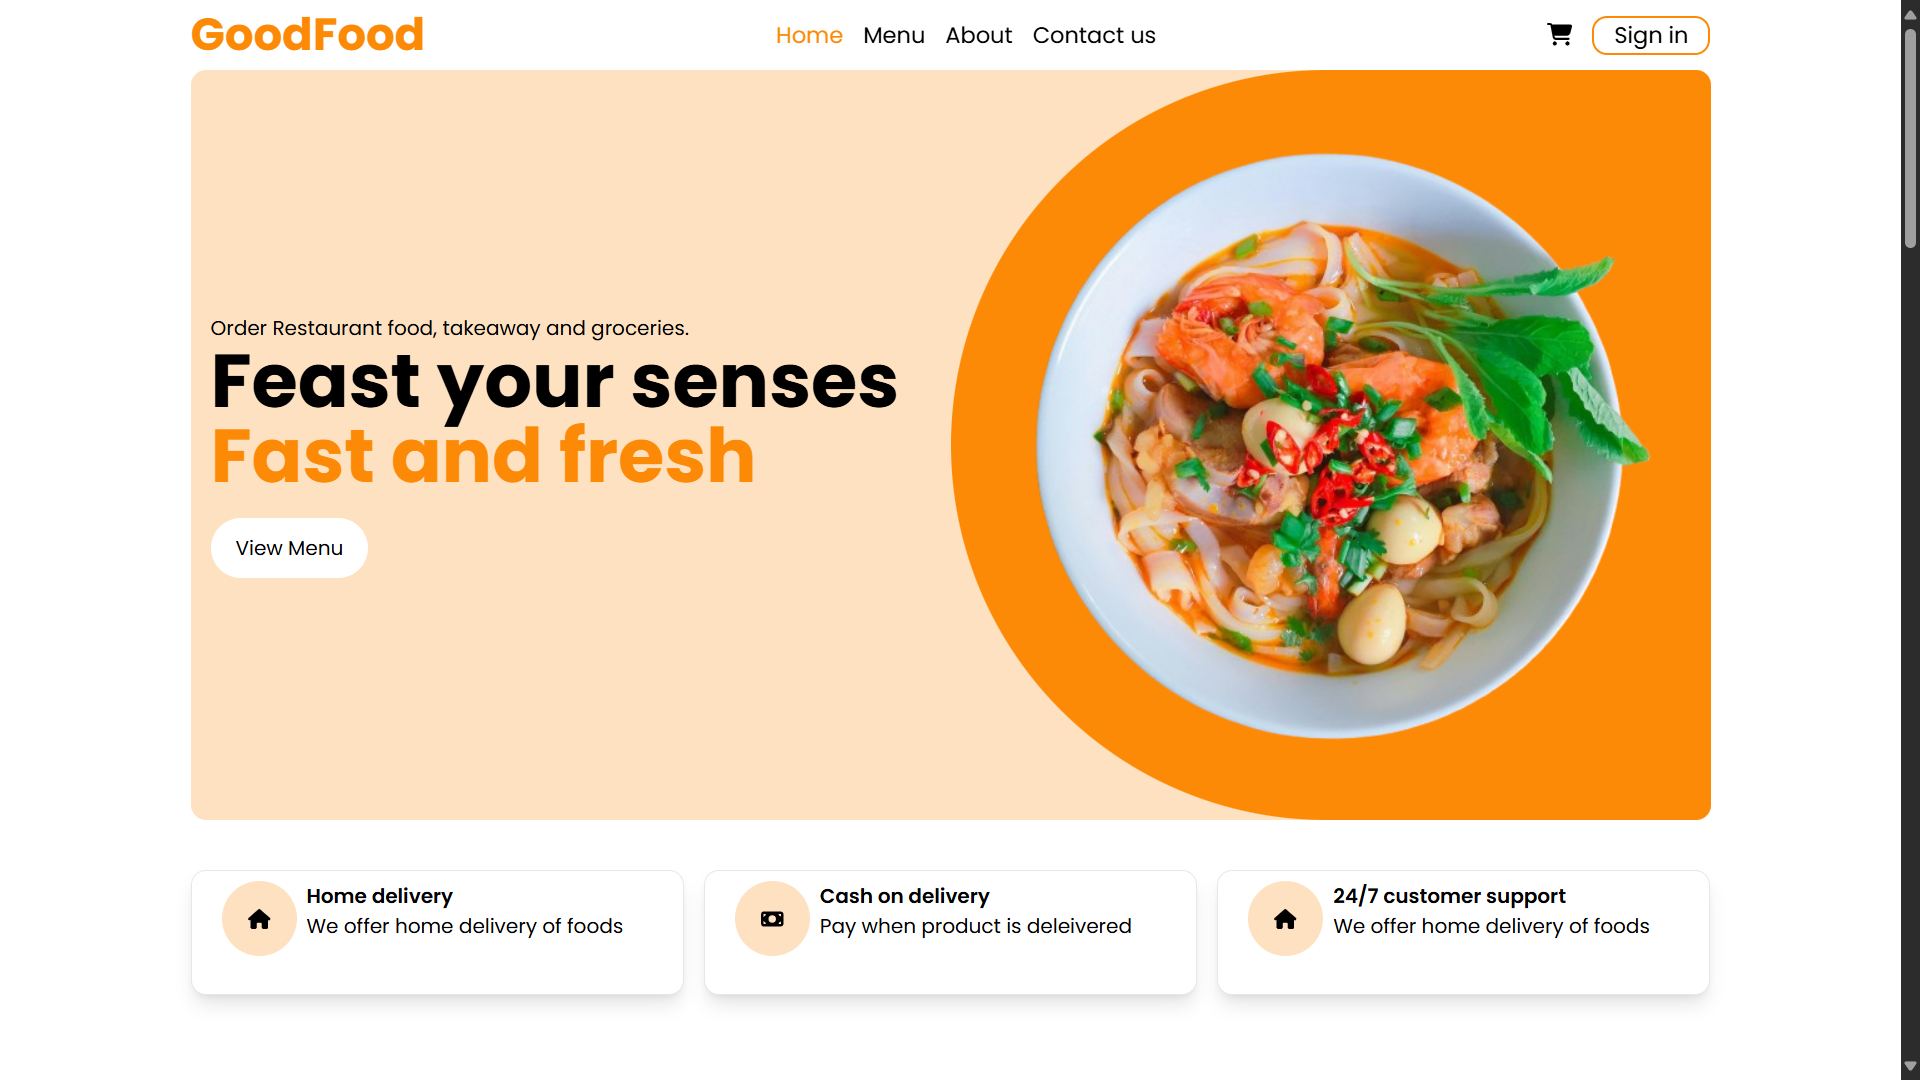 GoodFood
Home Menu About Contact us
Sign in
Order Restaurant food, takeaway and groceries.
Feast your senses
Fast and fresh
View Menu
Home delivery
We offer home delivery of foods
Cash on delivery
Pay when product is deleivered
24/7 customer support
We offer home delivery of foods